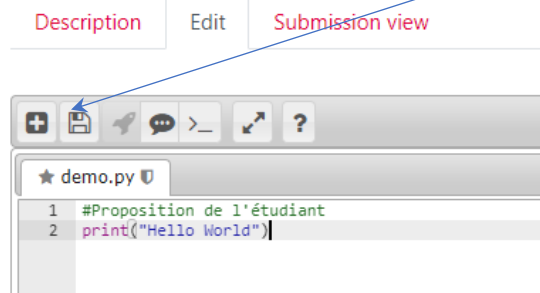 Description Edit Submission view
>_ ?
demo.py
1 #Proposition de l'étudiant
2 print("Hello World")